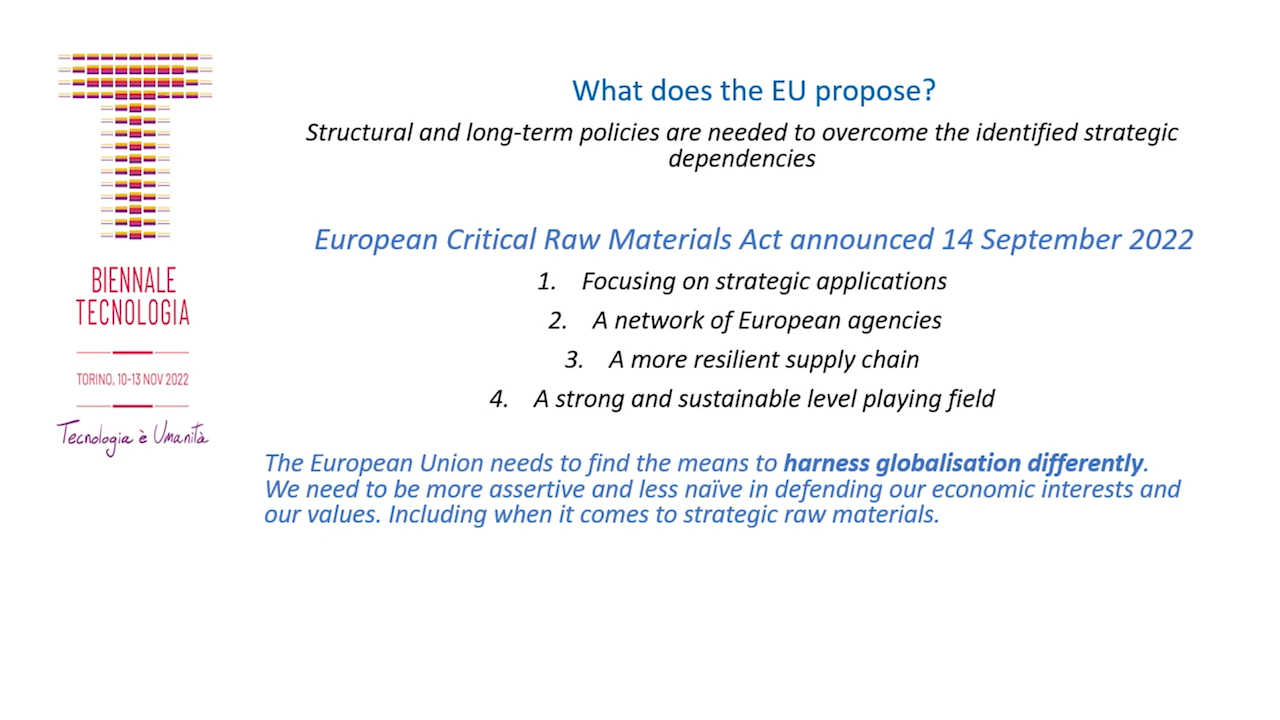 BIENNALE
TECNOLOGIA
TORINO, 10-13 NOV 2022
Tecnologia è Umanità
What does the EU propose?
Structural and long-term policies are needed to overcome the identified strategic
dependencies
European Critical Raw Materials Act announced 14 September 2022
1. Focusing on strategic applications
2. A network of European agencies
3. A more resilient supply chain
4. A strong and sustainable level playing field
The European Union needs to find the means to harness globalisation differently.
We need to be more assertive and less naïve in defending our economic interests and
our values. Including when it comes to strategic raw materials.